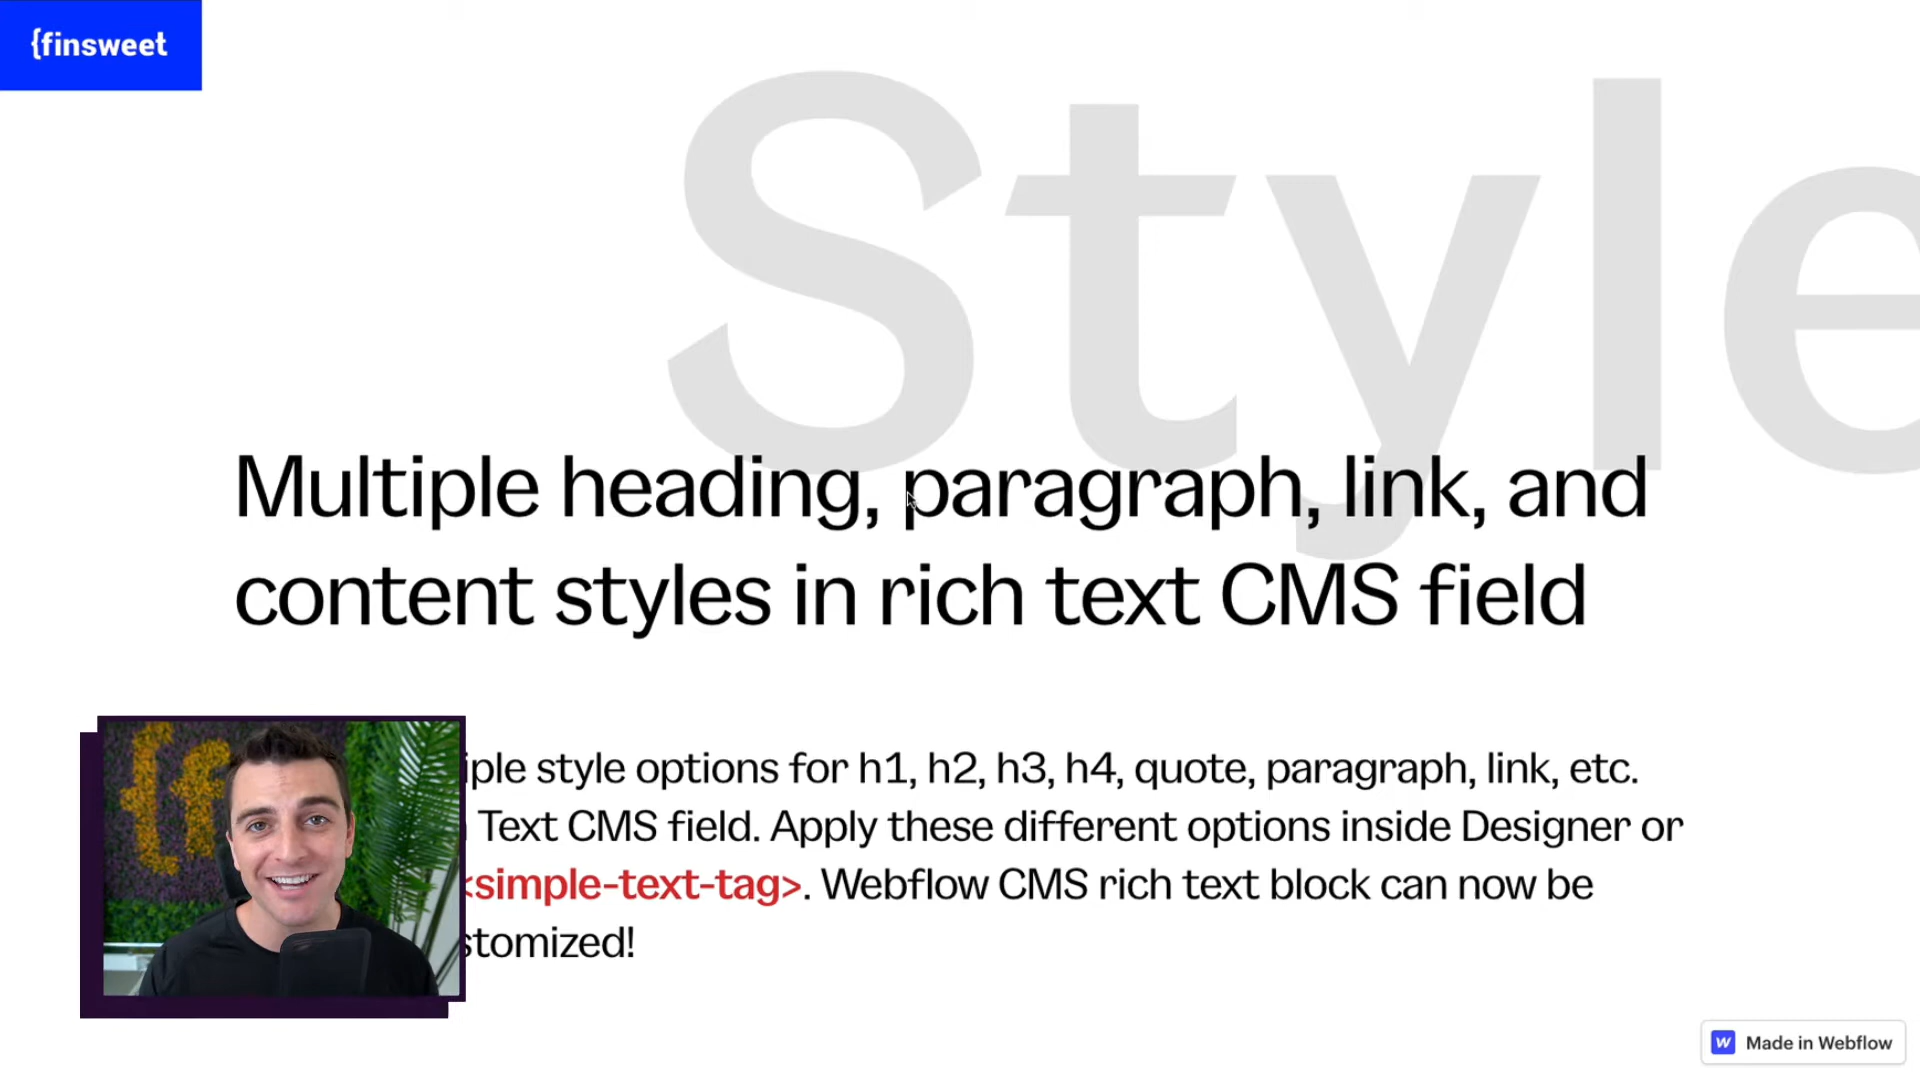 {finsweet
Style
Multiple heading, paragraph, link, and
content styles in rich text CMS field
style options for h1, h2, h3, h4, quote, paragraph, link, etc.
Text CMS field. Apply these different options inside Designer or
<simple-text-tag>. Webflow CMS rich text block can now be
stomized!
Made in Webflow